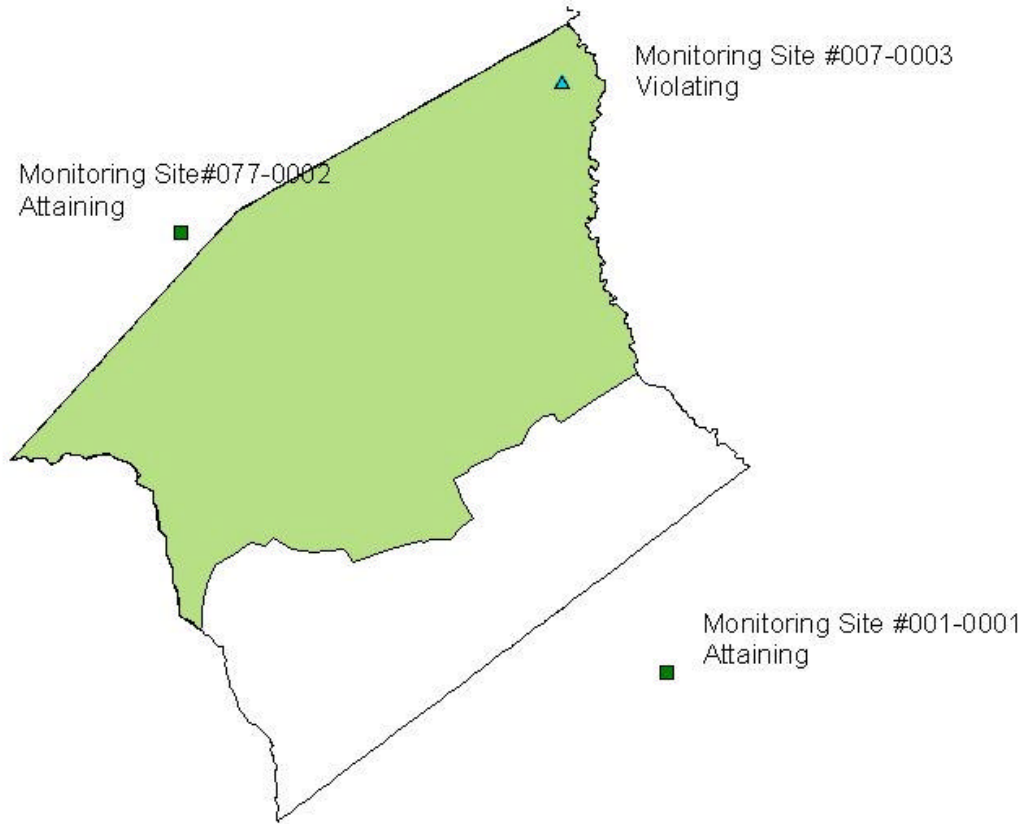 Monitoring Site #007-0003
Violating
Monitoring Site#077-0002
Attaining
Monitoring Site #001-0001
Attaining